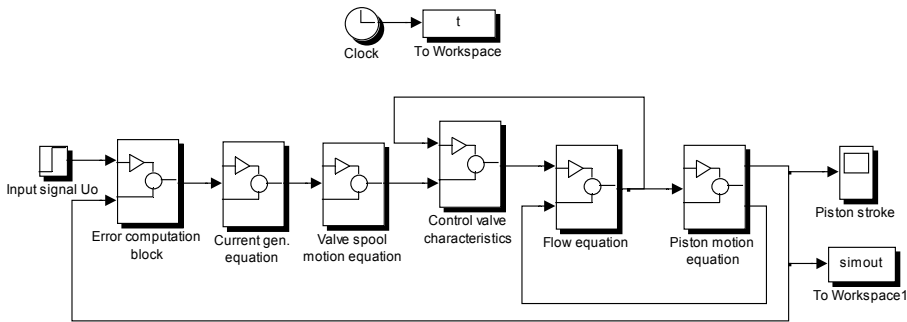 t
Clock
To Workspace
Input signal Uo
Error computation
block
Current gen.
equation
Valve spool
motion equation
Control valve
characteristics
Flow equation
Piston motion
equation
Piston stroke
simout
To Workspace1